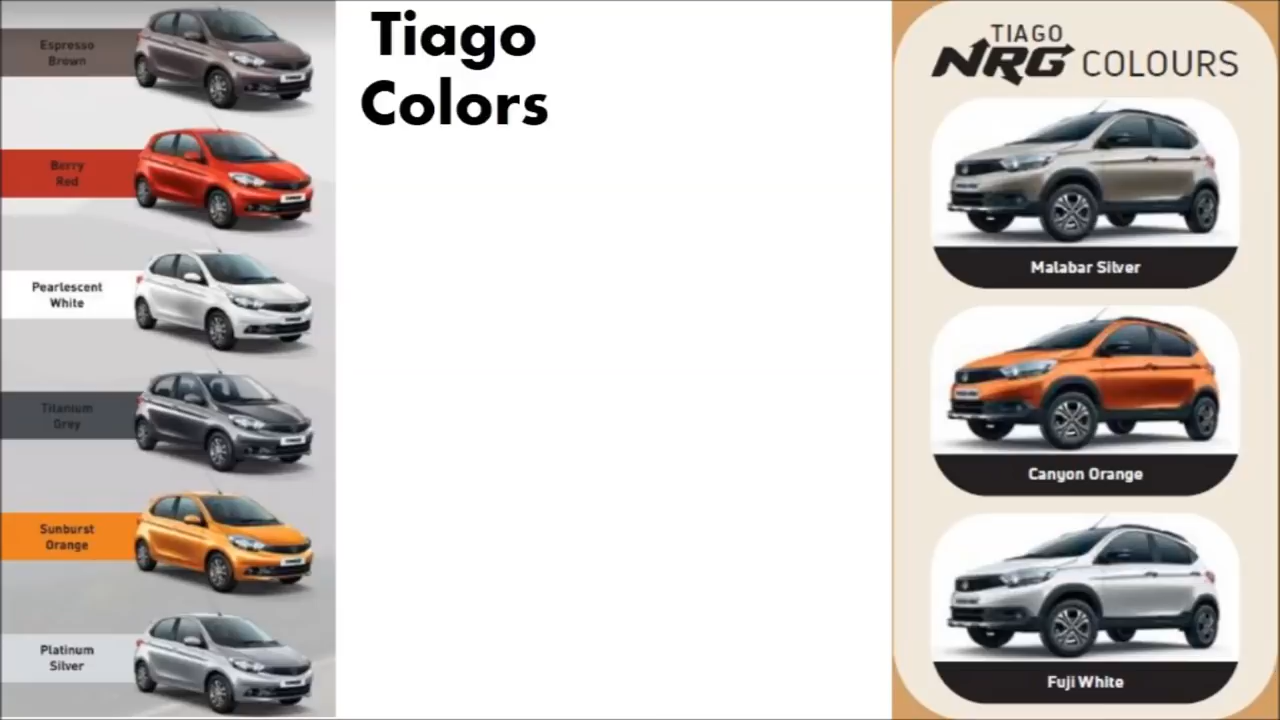 Tiago
Colors
Espresso
Brown
Berry
Red
Pearlescent
White
Titanium
Grey
Sunburst
Orange
Platinum
Silver
TIAGO
NRG COLOURS
Malabar Silver
Canyon Orange
Fuji White